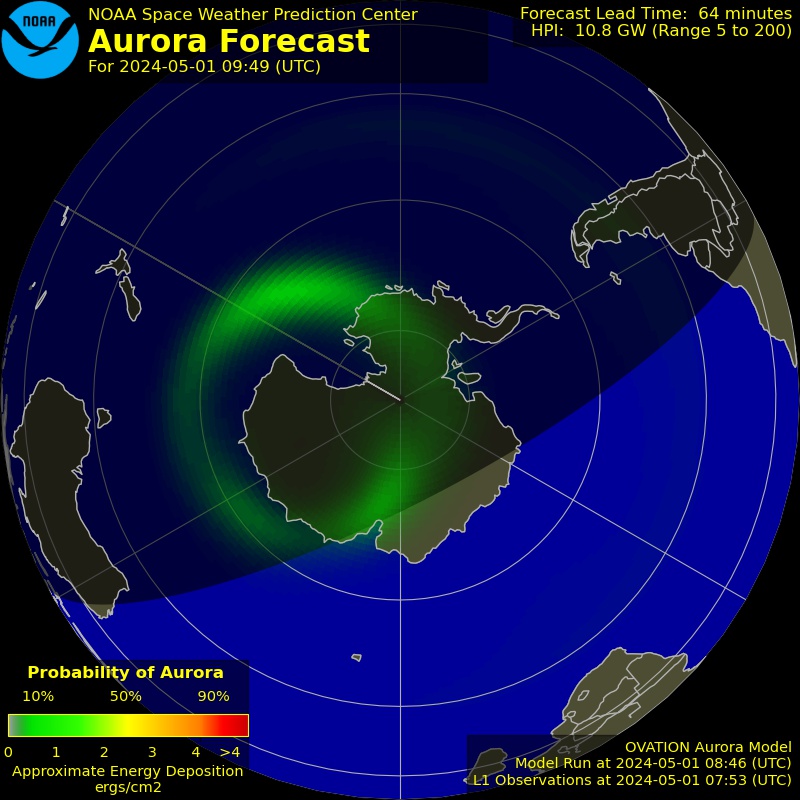 NOAA
NOAA Space Weather Prediction Center
Aurora Forecast
For 2024-05-01 09:49 (UTC)
Forecast Lead Time: 64 minutes
HPI: 10.8 GW (Range 5 to 200)
Probability of Aurora
10% 50% 90%
0 1 2 3 4 >4
Approximate Energy Deposition
ergs/cm2
OVATION Aurora Model
Model Run at 2024-05-01 08:46 (UTC)
L1 Observations at 2024-05-01 07:53 (UTC)